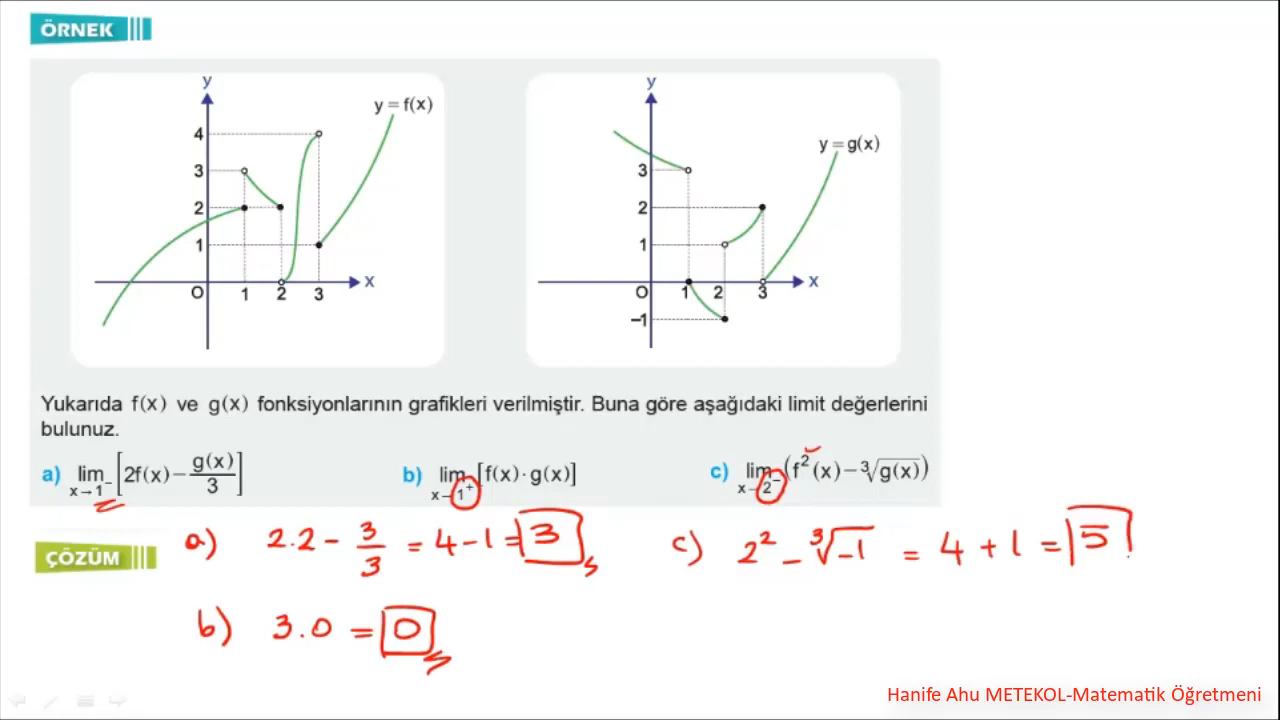 ÖRNEK
y
y = f(x)
4
3
2
1
O
1
2
3
x
y
y = g(x)
3
2
1
O
1
2
3
x
–1
Yukarıda f(x) ve g(x) fonksiyonlarının grafikleri verilmiştir. Buna göre aşağıdaki limit değerlerini
bulunuz.
a) lim x→1⁻ [2f(x) − g(x)/3]
b) lim x→1⁺ [f(x)·g(x)]
c) lim x→2⁻ (f²(x) − ³√g(x))
ÇÖZÜM
a) 2.2 − 3/3 = 4 − 1 = 3
c) 2² − ³√−1 = 4 + 1 = 5
b) 3.0 = 0
Hanife Ahu METEKOL-Matematik Öğretmeni